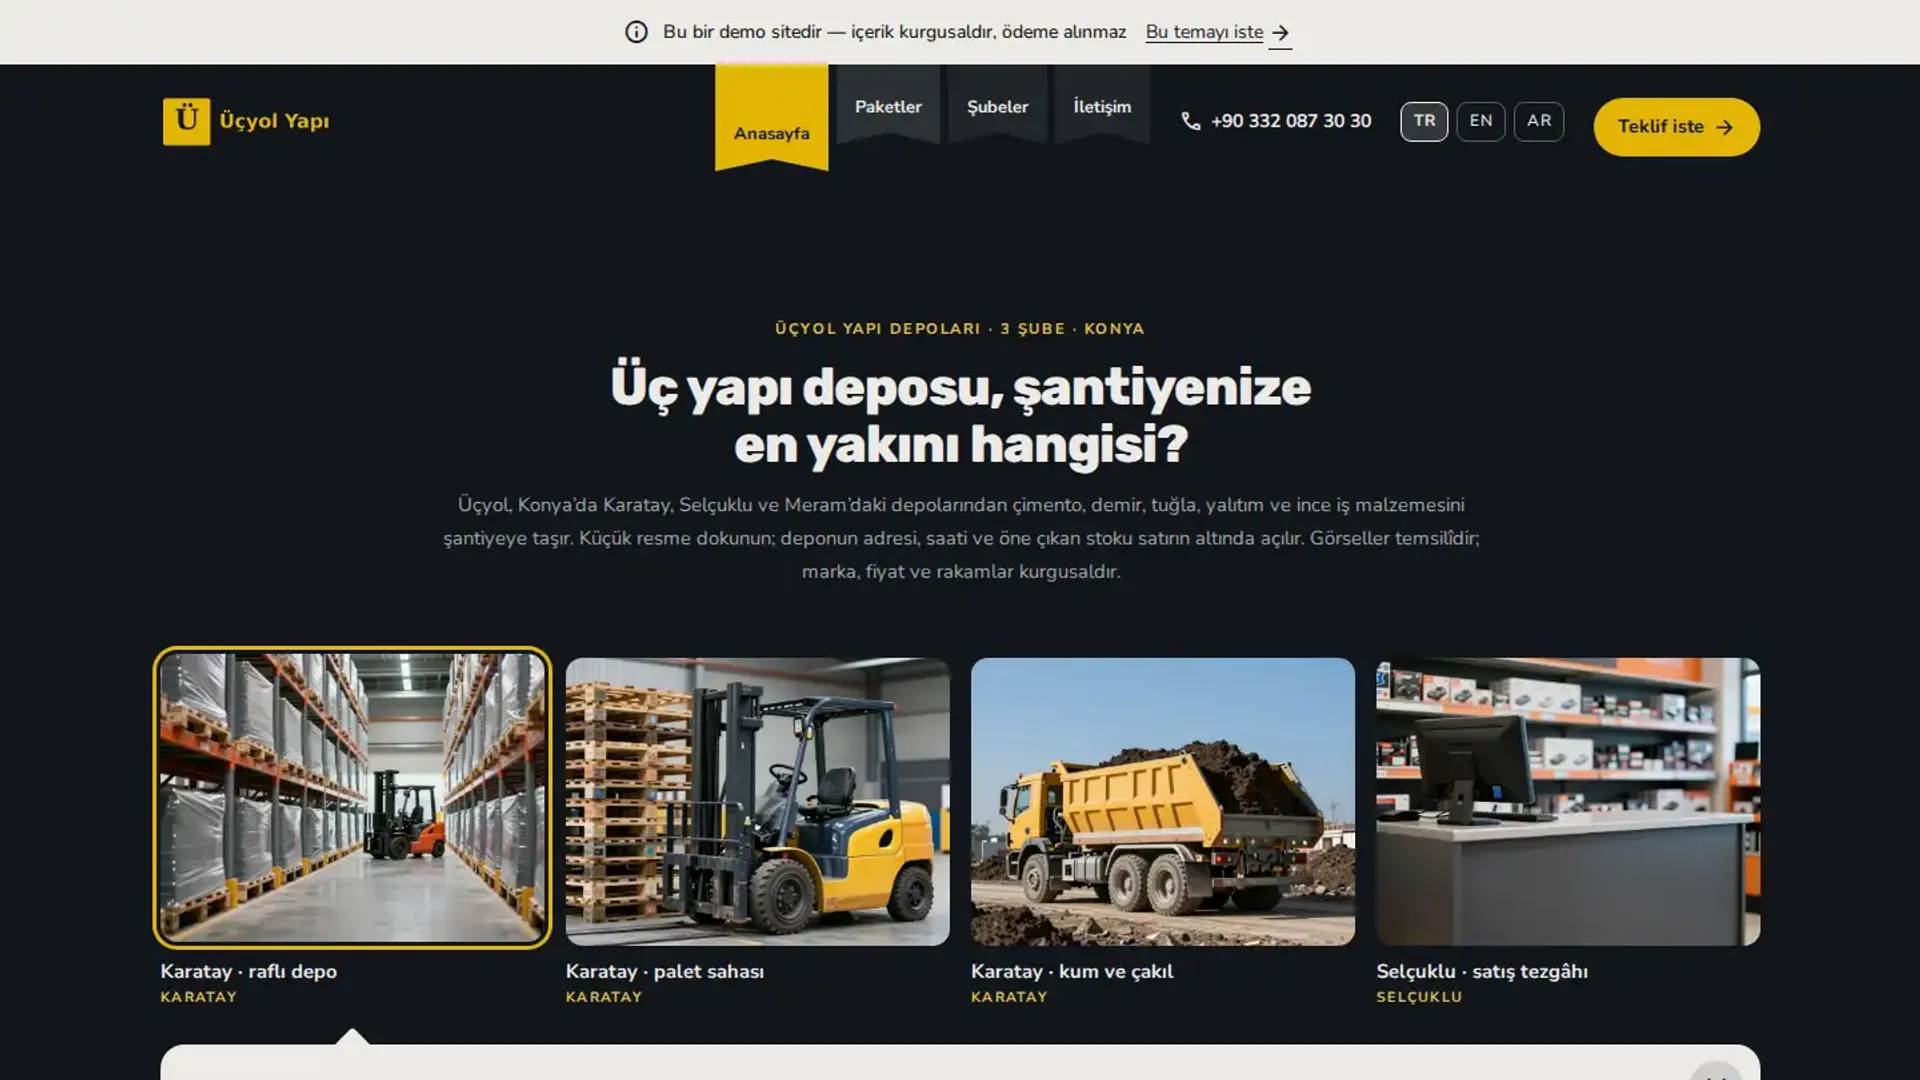 Bu bir demo sitedir — içerik kurgusaldır, ödeme alınmaz Bu temayı iste →
Ü Üçyol Yapı
Anasayfa
Paketler
Şubeler
İletişim
+90 332 087 30 30
TR
EN
AR
Teklif iste →
ÜÇYOL YAPI DEPOLARI · 3 ŞUBE · KONYA
Üç yapı deposu, şantiyenize
en yakını hangisi?
Üçyol, Konya'da Karatay, Selçuklu ve Meram'daki depolarından çimento, demir, tuğla, yalıtım ve ince iş malzemesini
şantiyeye taşır. Küçük resme dokunun; deponun adresi, saati ve öne çıkan stoku satırın altında açılır. Görseller temsilîdir;
marka, fiyat ve rakamlar kurgusaldır.
Karatay · raflı depo
KARATAY
Karatay · palet sahası
KARATAY
Karatay · kum ve çakıl
KARATAY
Selçuklu · satış tezgâhı
SELÇUKLU